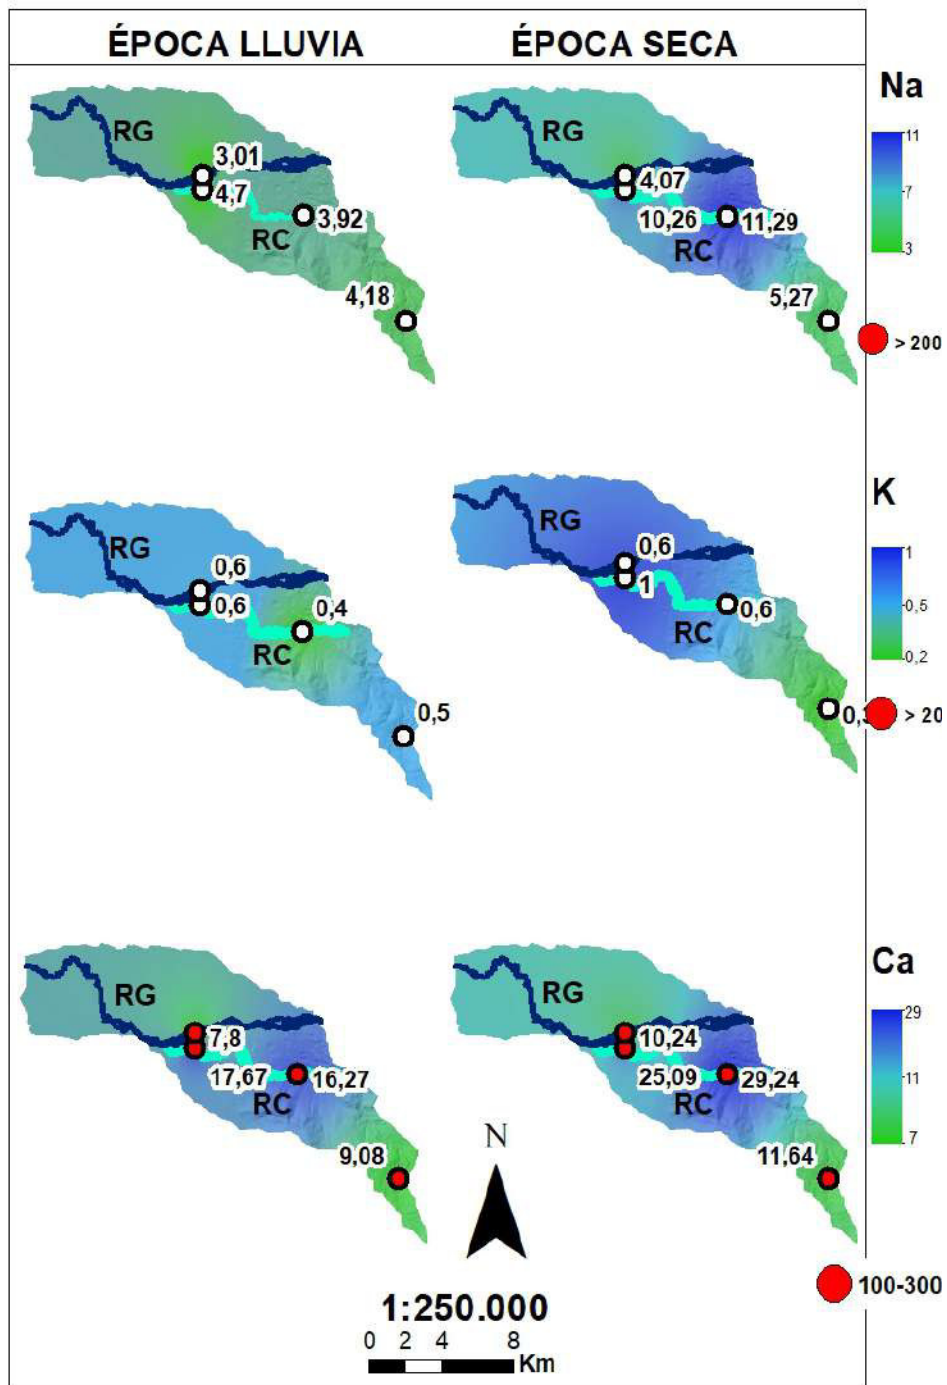 ÉPOCA LLUVIA
ÉPOCA SECA
Na
RG
3,01
4,7
3,92
RC
4,18
RG
4,07
10,26
11,29
RC
5,27
11
7
3
> 200
K
RG
0,6
0,6
0,4
RC
0,5
RG
0,6
1
0,6
RC
1
0,5
0,2
> 20
Ca
RG
7,8
17,67
16,27
RC
9,08
RG
10,24
25,09
29,24
RC
11,64
29
11
7
100-300
N
1:250.000
0 2 4 8
Km